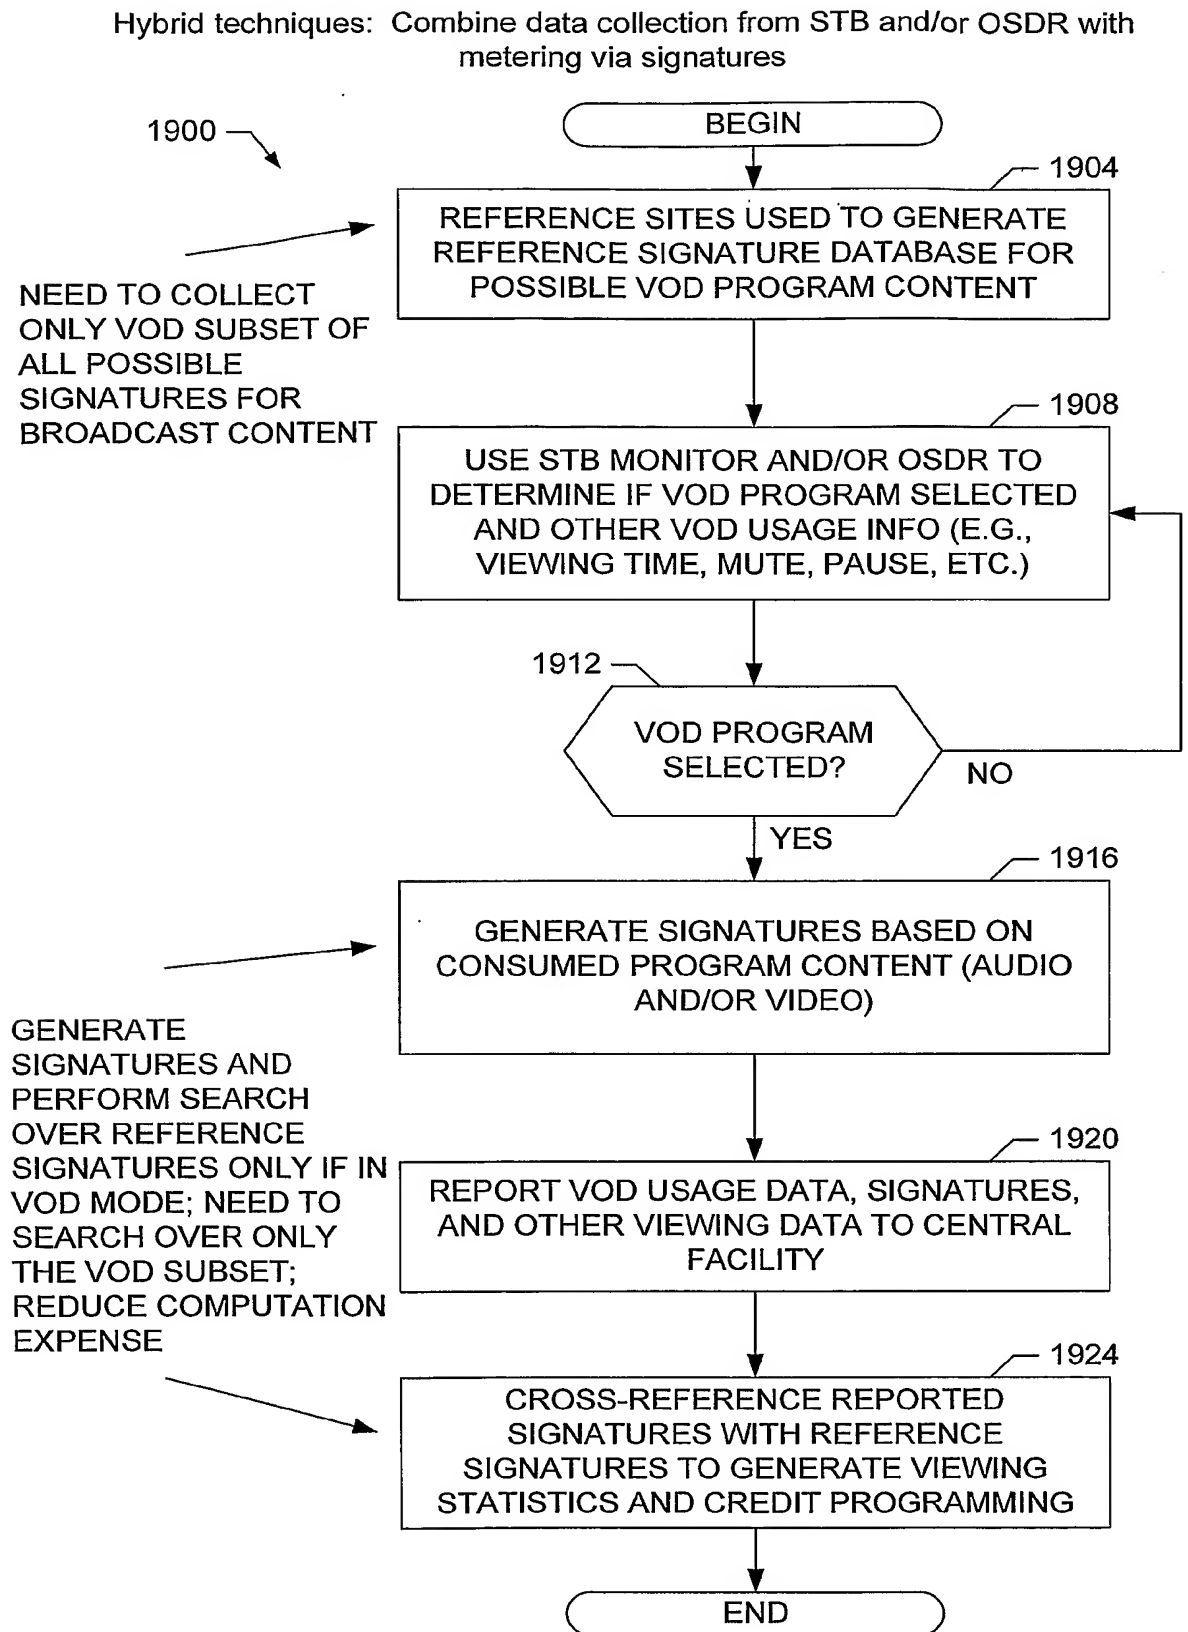 Hybrid techniques: Combine data collection from STB and/or OSDR with
metering via signatures
1900
BEGIN
1904
REFERENCE SITES USED TO GENERATE
REFERENCE SIGNATURE DATABASE FOR
POSSIBLE VOD PROGRAM CONTENT
NEED TO COLLECT
ONLY VOD SUBSET OF
ALL POSSIBLE
SIGNATURES FOR
BROADCAST CONTENT
1908
USE STB MONITOR AND/OR OSDR TO
DETERMINE IF VOD PROGRAM SELECTED
AND OTHER VOD USAGE INFO (E.G.,
VIEWING TIME, MUTE, PAUSE, ETC.)
1912
VOD PROGRAM
SELECTED?
NO
YES
1916
GENERATE SIGNATURES BASED ON
CONSUMED PROGRAM CONTENT (AUDIO
AND/OR VIDEO)
GENERATE
SIGNATURES AND
PERFORM SEARCH
OVER REFERENCE
SIGNATURES ONLY IF IN
VOD MODE; NEED TO
SEARCH OVER ONLY
THE VOD SUBSET;
REDUCE COMPUTATION
EXPENSE
1920
REPORT VOD USAGE DATA, SIGNATURES,
AND OTHER VIEWING DATA TO CENTRAL
FACILITY
1924
CROSS-REFERENCE REPORTED
SIGNATURES WITH REFERENCE
SIGNATURES TO GENERATE VIEWING
STATISTICS AND CREDIT PROGRAMMING
END